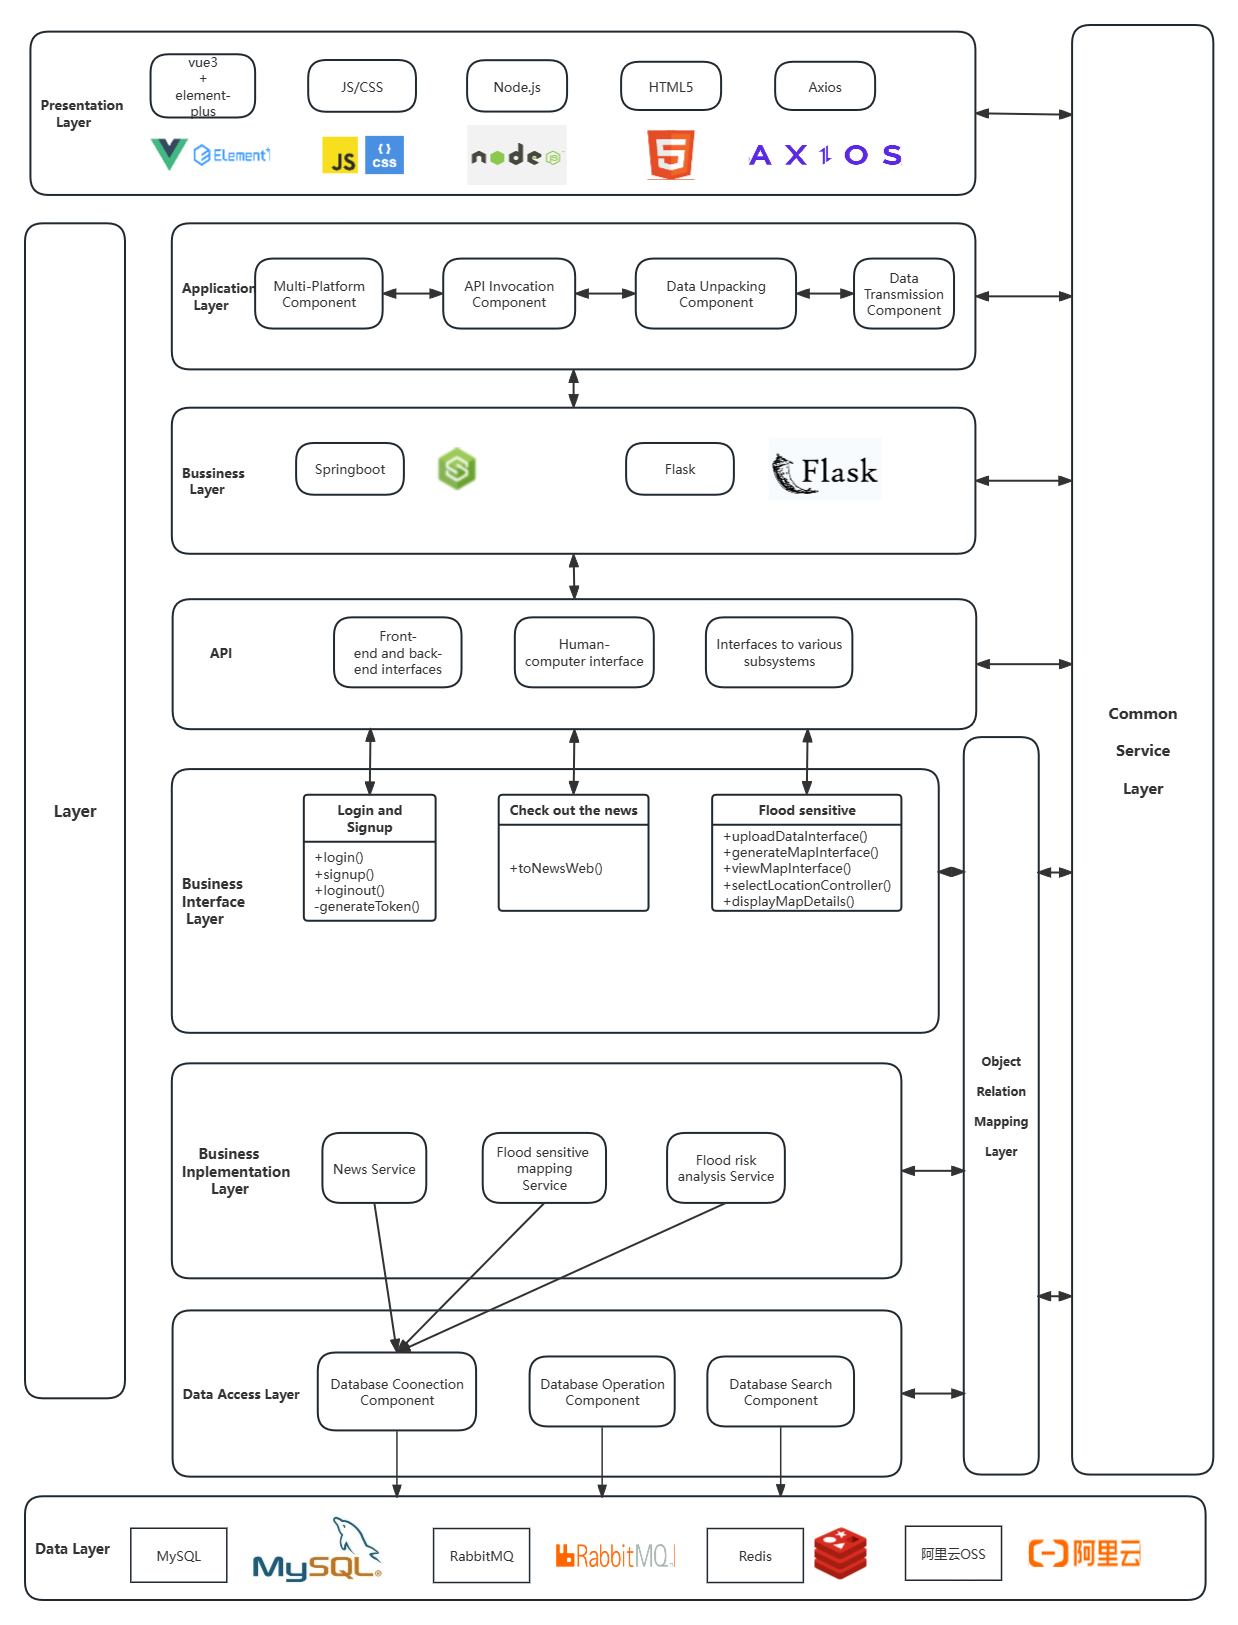 Presentation
Layer
vue3
+
element-
plus
JS/CSS
Node.js
HTML5
Axios
Element
JS
{ }
CSS
node
JS
5
AXIOS
Layer
Application
Layer
Multi-Platform
Component
API Invocation
Component
Data Unpacking
Component
Data
Transmission
Component
Bussiness
Layer
Springboot
Flask
Flask
API
Front-
end and back-
end interfaces
Human-
computer interface
Interfaces to various
subsystems
Common
Service
Layer
Business
Interface
Layer
Login and
Signup
+login()
+signup()
+loginout()
-generateToken()
Check out the news
+toNewsWeb()
Flood sensitive
+uploadDataInterface()
+generateMapInterface()
+viewMapInterface()
+selectLocationController()
+displayMapDetails()
Object
Relation
Mapping
Layer
Business
Inplementation
Layer
News Service
Flood sensitive
mapping
Service
Flood risk
analysis Service
Data Access Layer
Database Coonection
Component
Database Operation
Component
Database Search
Component
Data Layer
MySQL
MySQL
RabbitMQ
RabbitMQ
Redis
阿里云OSS
阿里云